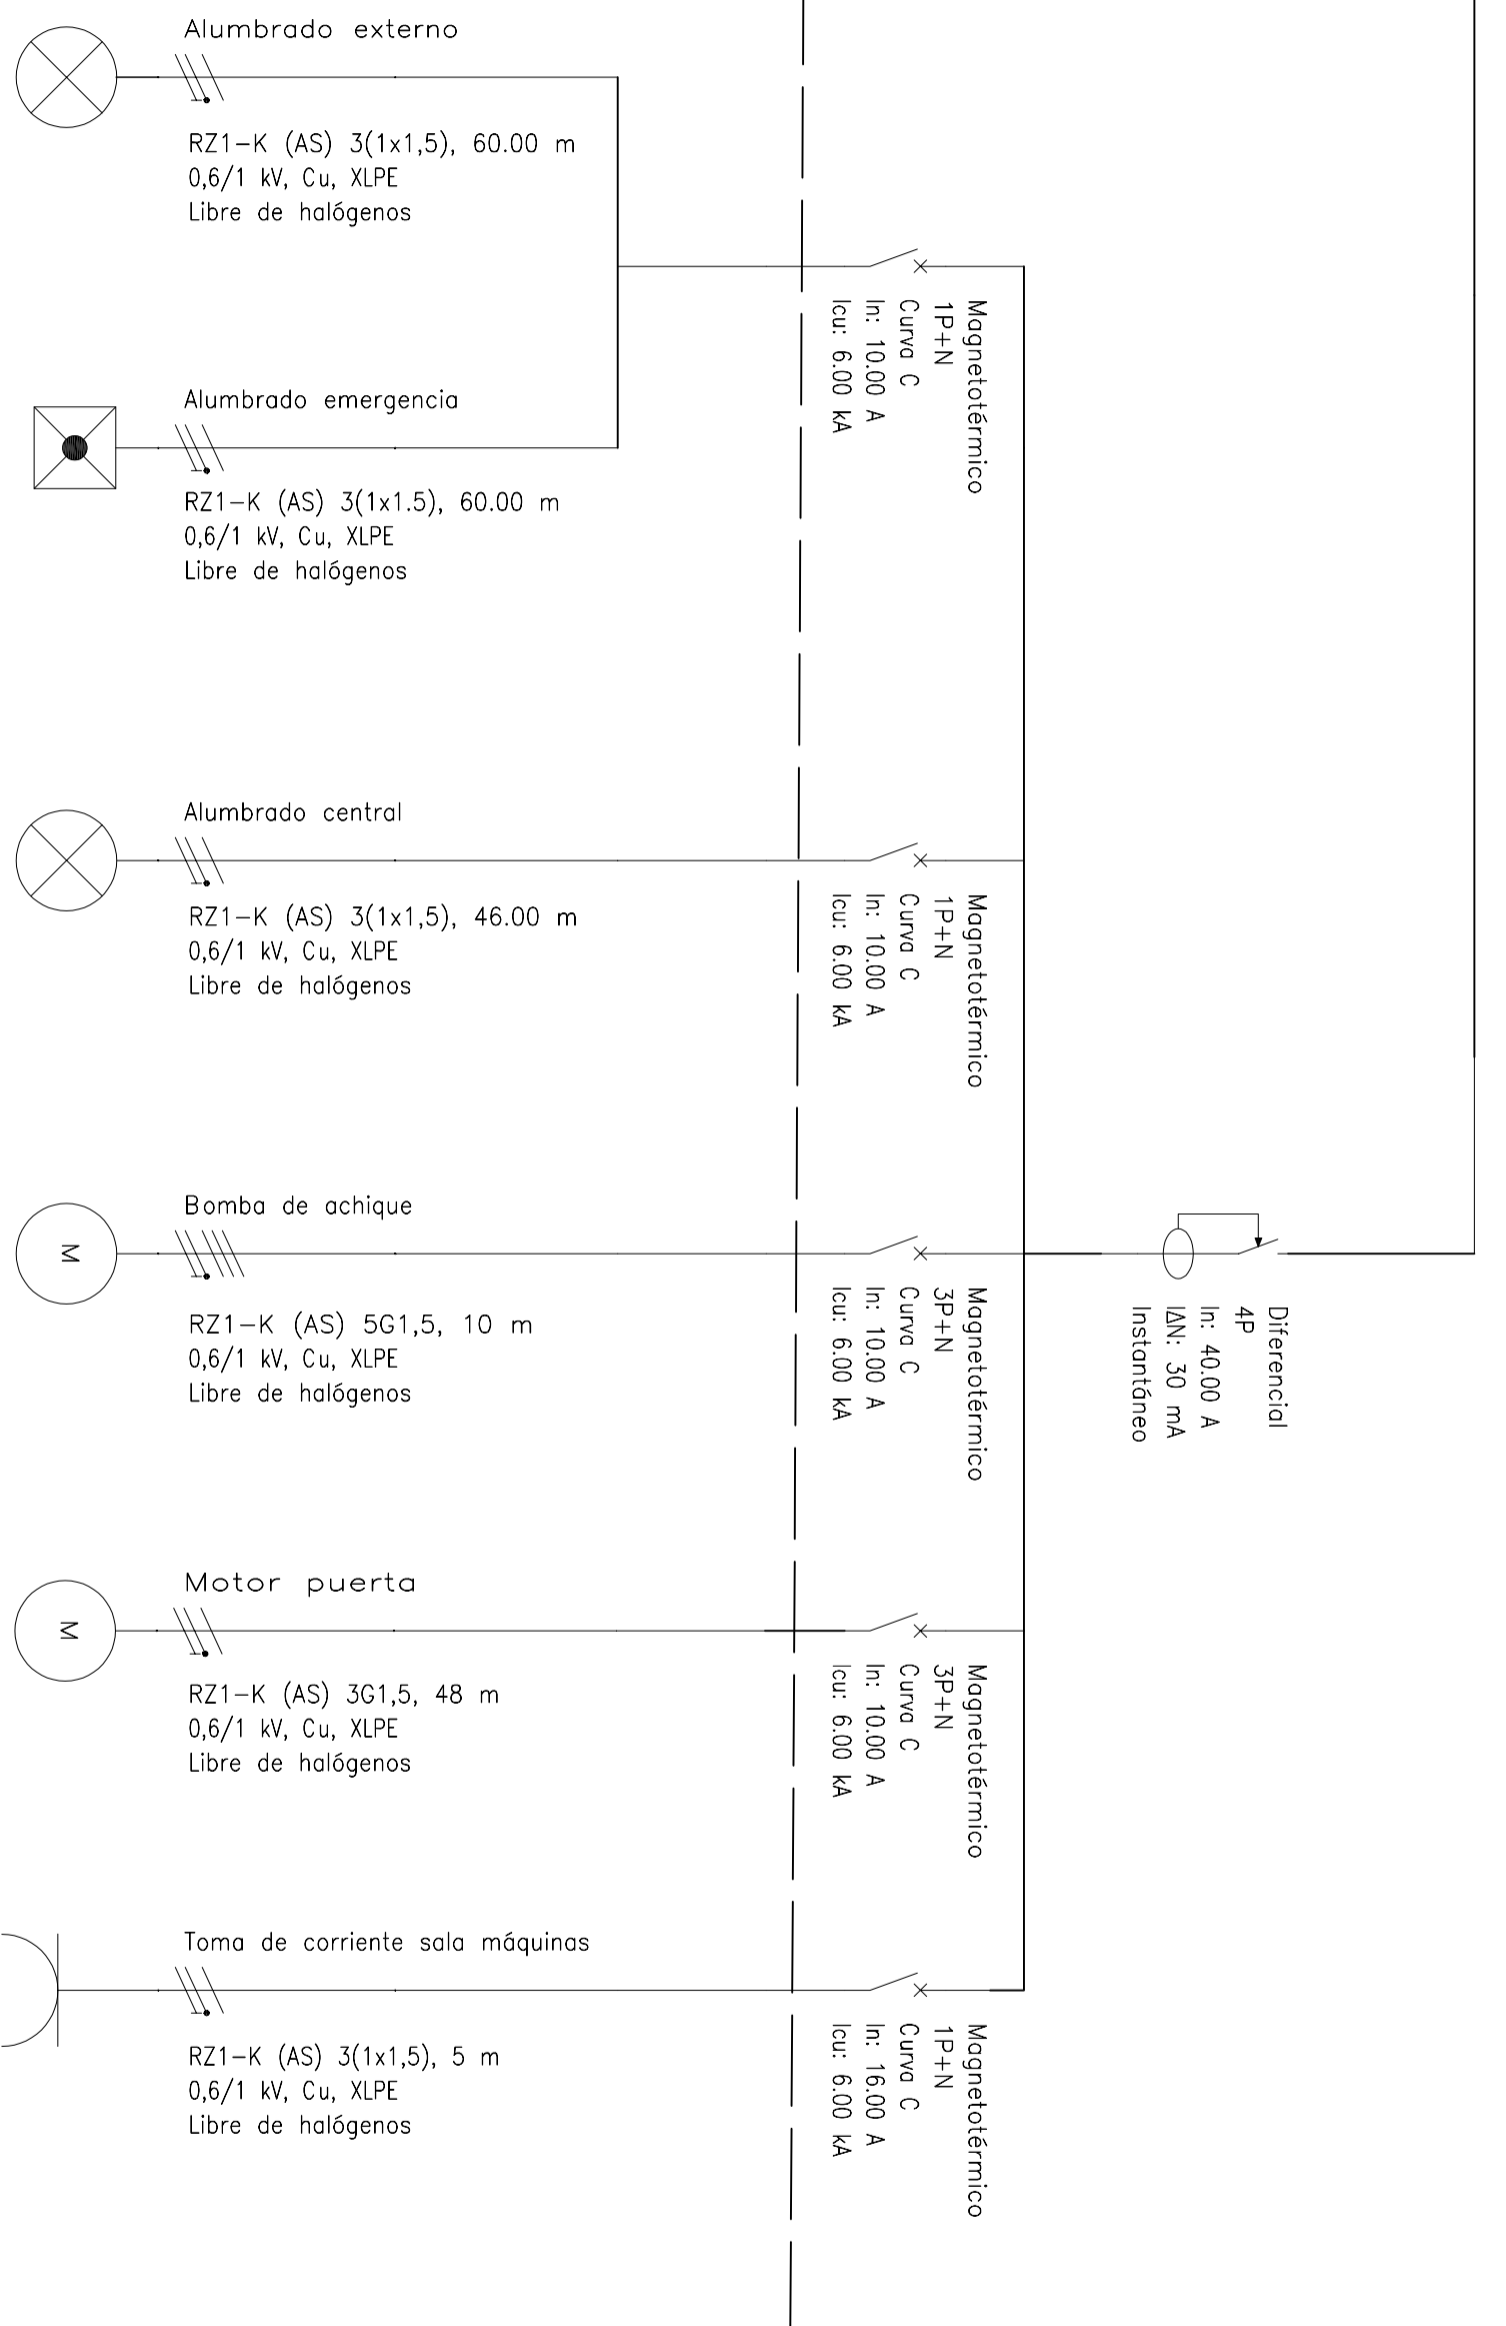 Alumbrado externo
RZ1-K (AS) 3(1x1,5), 60.00 m
0,6/1 kV, Cu, XLPE
Libre de halógenos
Magnetotérmico
1P+N
Curva C
In: 10.00 A
Icu: 6.00 kA
Alumbrado emergencia
RZ1-K (AS) 3(1x1.5), 60.00 m
0,6/1 kV, Cu, XLPE
Libre de halógenos
Alumbrado central
RZ1-K (AS) 3(1x1,5), 46.00 m
0,6/1 kV, Cu, XLPE
Libre de halógenos
Magnetotérmico
1P+N
Curva C
In: 10.00 A
Icu: 6.00 kA
Bomba de achique
M
RZ1-K (AS) 5G1,5, 10 m
0,6/1 kV, Cu, XLPE
Libre de halógenos
Magnetotérmico
3P+N
Curva C
In: 10.00 A
Icu: 6.00 kA
Diferencial
4P
In: 40.00 A
IΔN: 30 mA
Instantáneo
Motor puerta
M
RZ1-K (AS) 3G1,5, 48 m
0,6/1 kV, Cu, XLPE
Libre de halógenos
Magnetotérmico
3P+N
Curva C
In: 10.00 A
Icu: 6.00 kA
Toma de corriente sala máquinas
RZ1-K (AS) 3(1x1,5), 5 m
0,6/1 kV, Cu, XLPE
Libre de halógenos
Magnetotérmico
1P+N
Curva C
In: 16.00 A
Icu: 6.00 kA